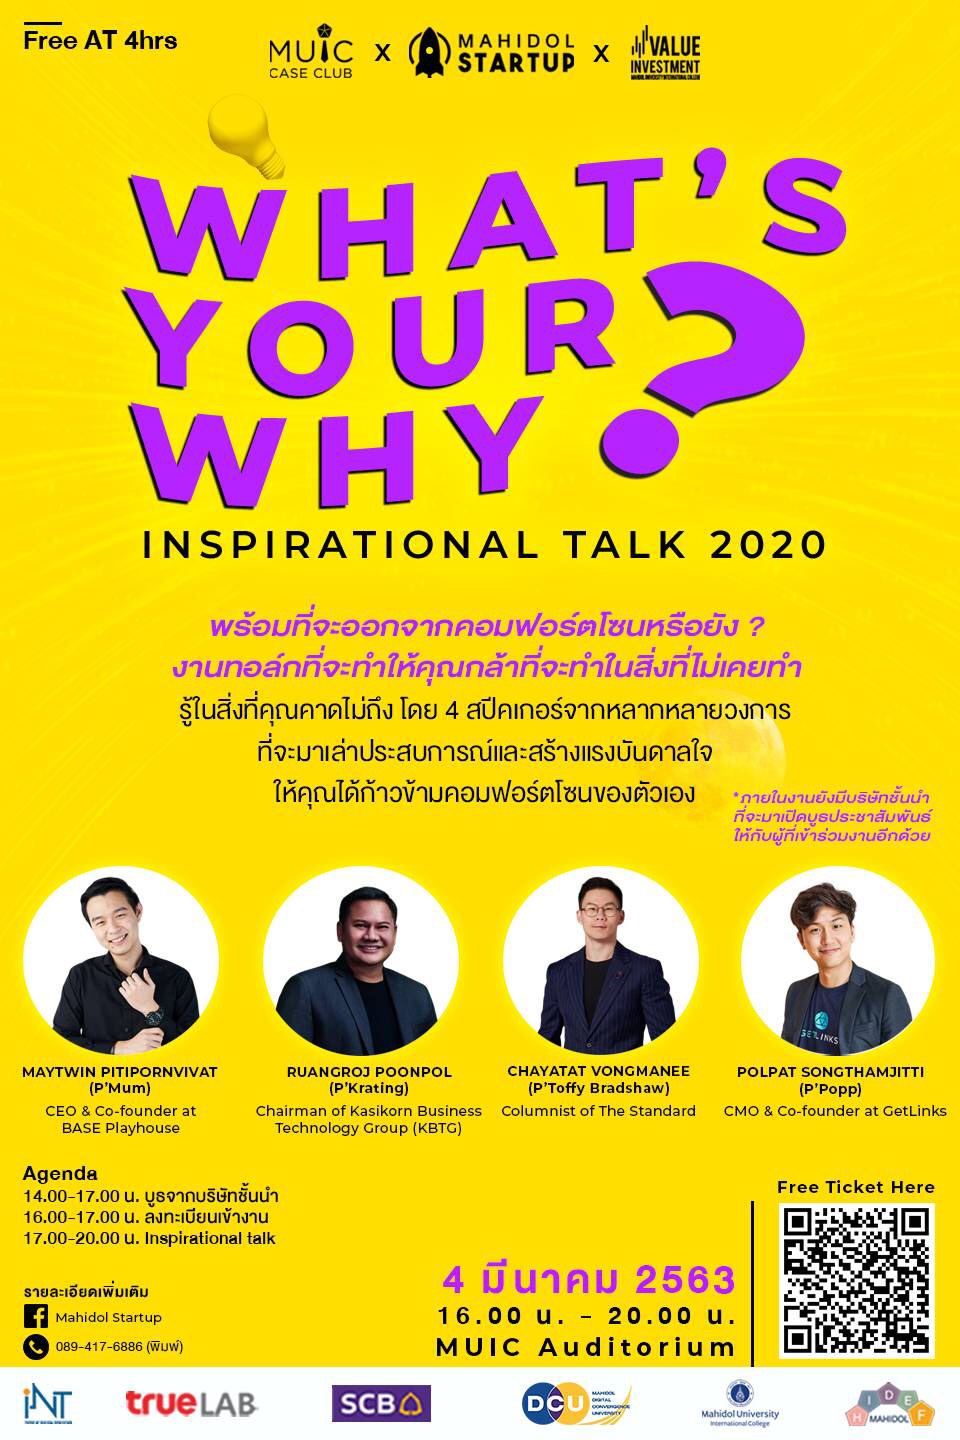 Free AT 4hrs
MUIC
CASE CLUB
X
MAHIDOL
STARTUP
X
VALUE
INVESTMENT
MAHIDOL UNIVERSITY INTERNATIONAL COLLEGE
WHAT'S
YOUR
WHY?
INSPIRATIONAL TALK 2020
พร้อมที่จะออกจากคอมฟอร์ตโซนหรือยัง ?
งานทอล์กที่จะทำให้คุณกล้าที่จะทำในสิ่งที่ไม่เคยทำ
รู้ในสิ่งที่คุณคาดไม่ถึง โดย 4 สปีคเกอร์จากหลากหลายวงการ
ที่จะมาเล่าประสบการณ์และสร้างแรงบันดาลใจ
ให้คุณได้ก้าวข้ามคอมฟอร์ตโซนของตัวเอง
*ภายในงานยังมีบริษัทชั้นนำ
ที่จะมาเปิดบูธประชาสัมพันธ์
ให้กับผู้ที่เข้าร่วมงานอีกด้วย
GETLINKS
MAYTWIN PITIPORNVIVAT
(P'Mum)
CEO & Co-founder at
BASE Playhouse
RUANGROJ POONPOL
(P'Krating)
Chairman of Kasikorn Business
Technology Group (KBTG)
CHAYATAT VONGMANEE
(P'Toffy Bradshaw)
Columnist of The Standard
POLPAT SONGTHAMJITTI
(P'Popp)
CMO & Co-founder at GetLinks
Agenda
14.00-17.00 น. บูธจากบริษัทชั้นนำ
16.00-17.00 น. ลงทะเบียนเข้างาน
17.00-20.00 น. Inspirational talk
รายละเอียดเพิ่มเติม
Mahidol Startup
089-417-6886 (พิมพ์)
4 มีนาคม 2563
16.00 น. - 20.00 น.
MUIC Auditorium
Free Ticket Here
iNT
true LAB
SCB
DCU
MAHIDOL
DIGITAL
CONVERGENCE
UNIVERSITY
Mahidol University
International College
HIDEF
MAHIDOL